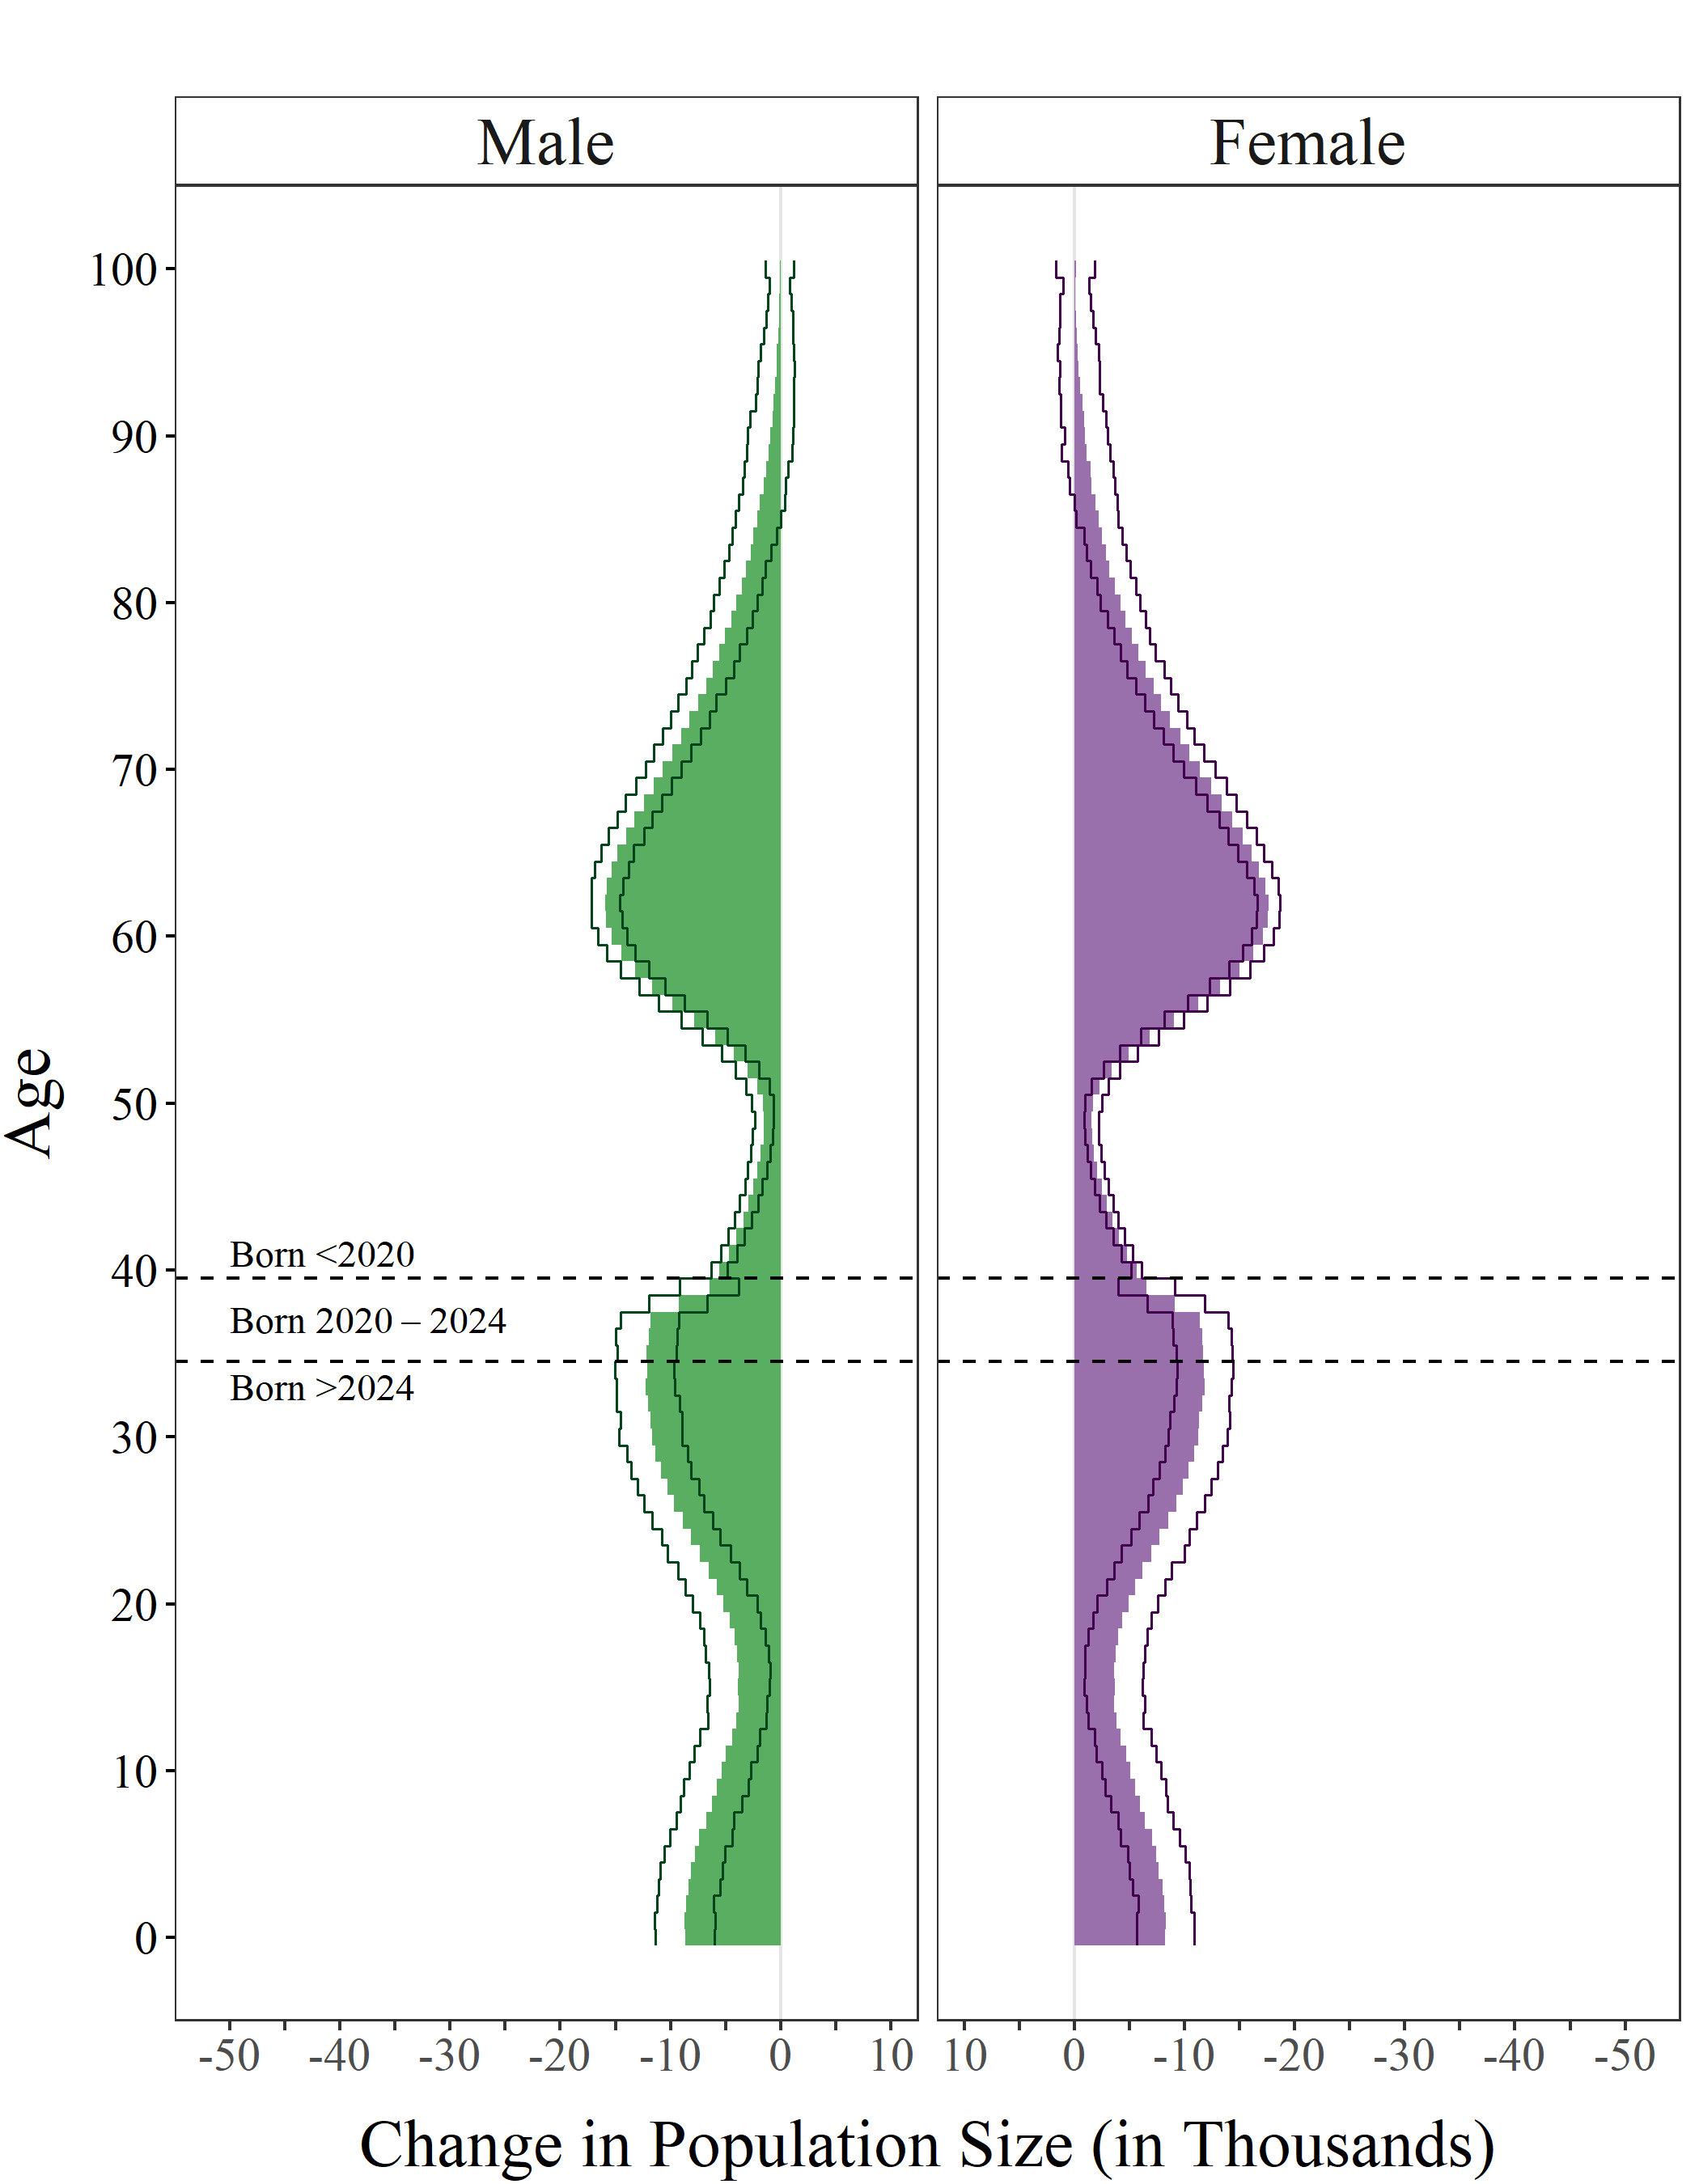 Male
Female
100
90
80
70
60
50
40
30
20
10
0
Age
Born <2020
Born 2020 – 2024
Born >2024
-50 -40 -30 -20 -10 0 10
10 0 -10 -20 -30 -40 -50
Change in Population Size (in Thousands)